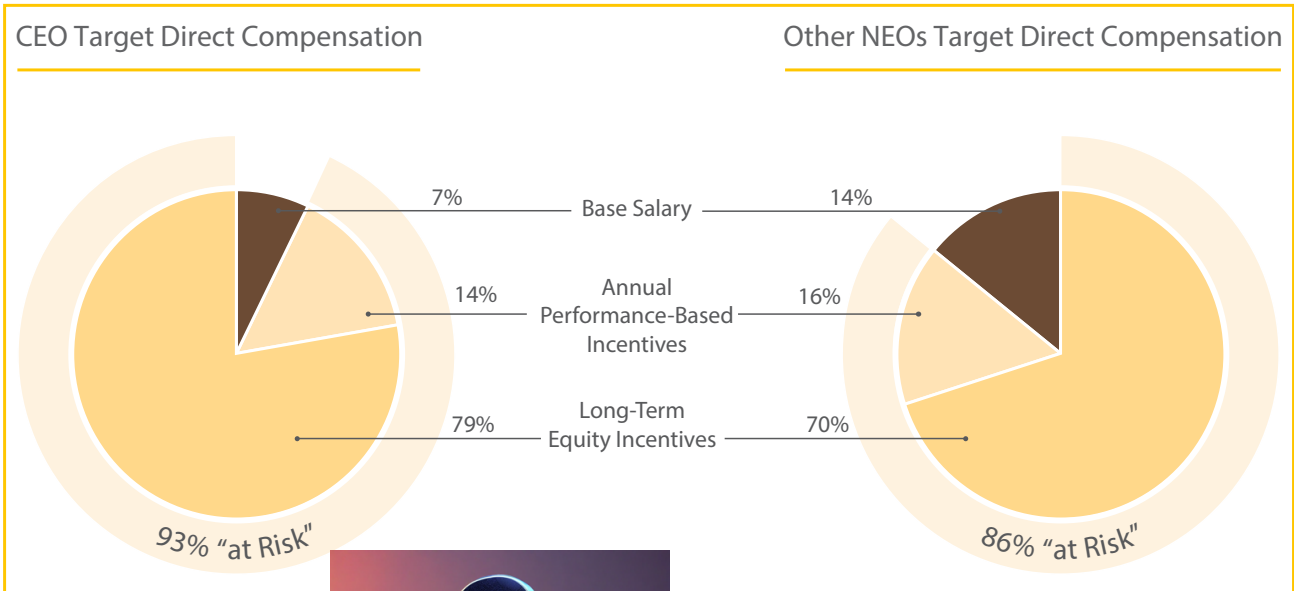 CEO Target Direct Compensation
Other NEOs Target Direct Compensation
7%
Base Salary
14%
14%
Annual
Performance-Based
Incentives
16%
79%
Long-Term
Equity Incentives
70%
93% "at Risk"
86% "at Risk"